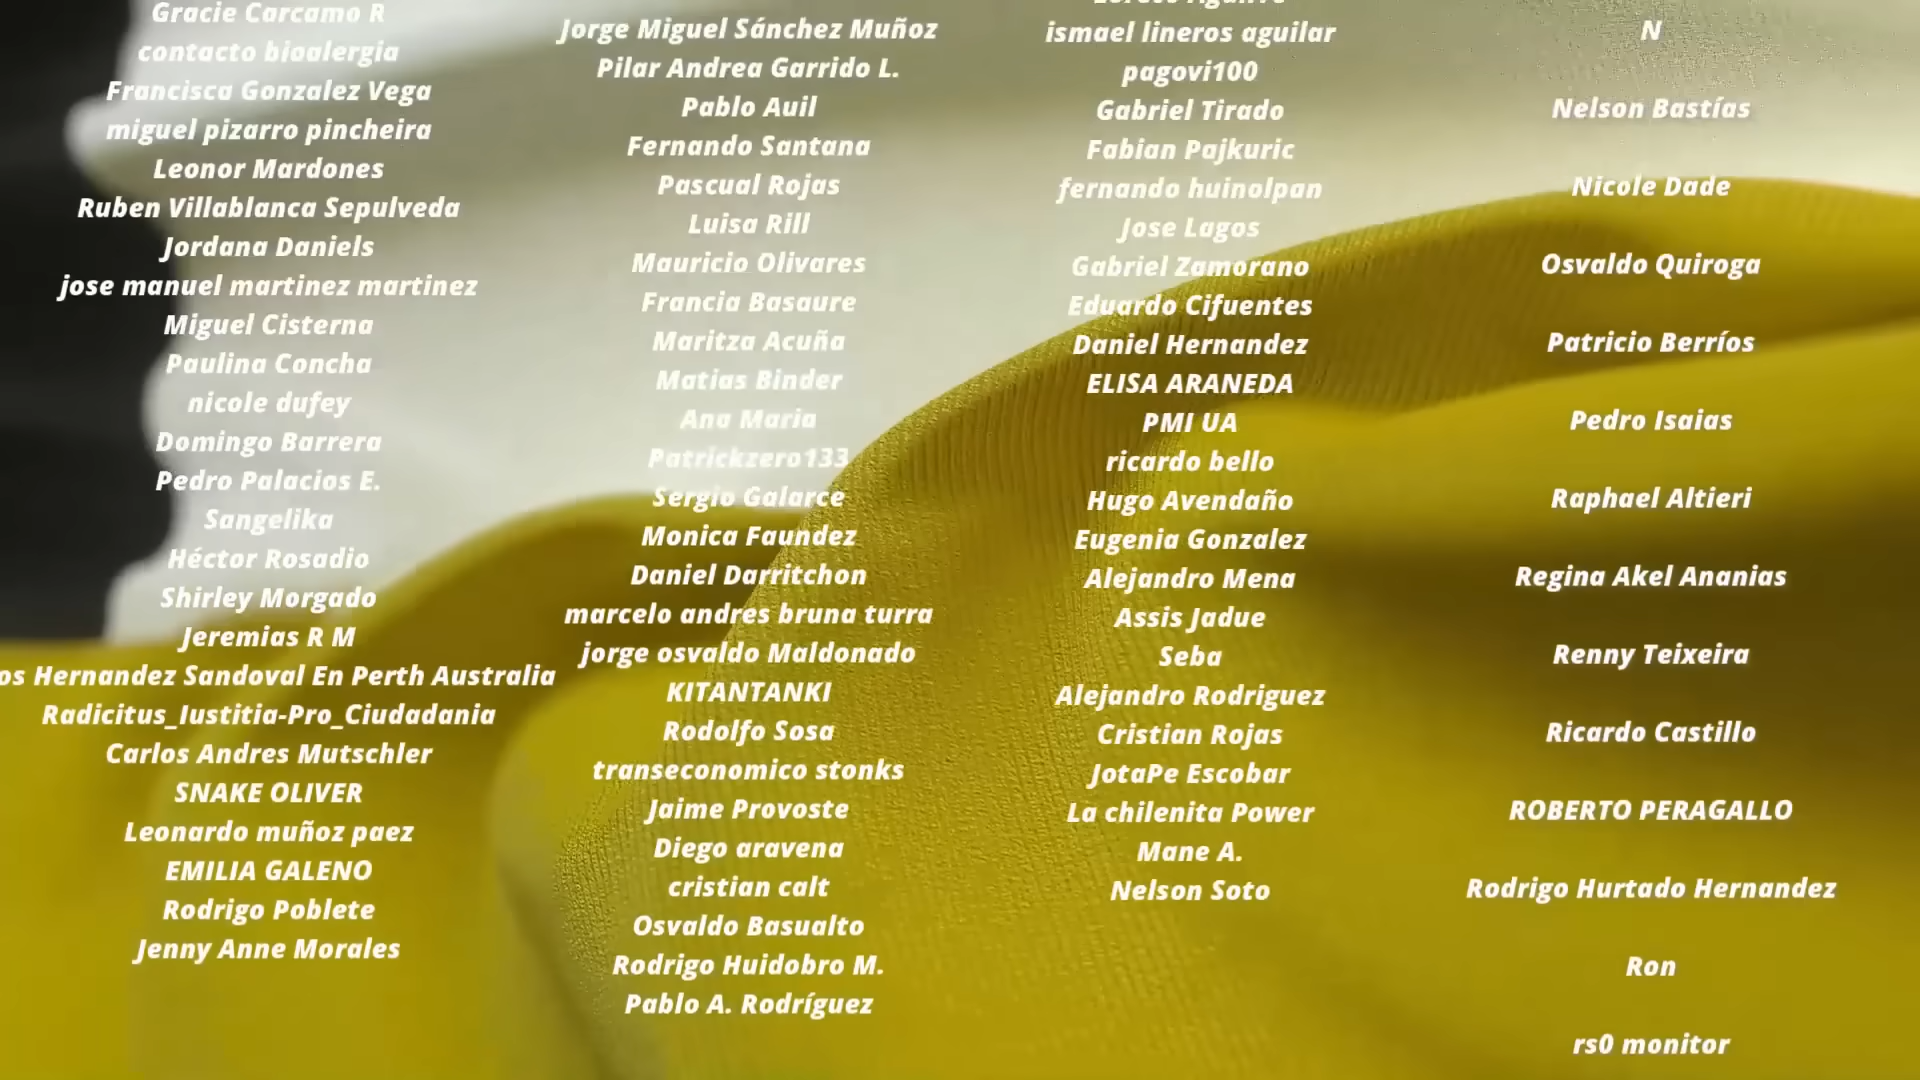 Gracie Carcamo R
contacto bioalergia
Francisca Gonzalez Vega
miguel pizarro pincheira
Leonor Mardones
Ruben Villablanca Sepulveda
Jordana Daniels
jose manuel martinez martinez
Miguel Cisterna
Paulina Concha
nicole dufey
Domingo Barrera
Pedro Palacios E.
Sangelika
Héctor Rosadio
Shirley Morgado
Jeremias R M
os Hernandez Sandoval En Perth Australia
Radicitus_Iustitia-Pro_Ciudadania
Carlos Andres Mutschler
SNAKE OLIVER
Leonardo muñoz paez
EMILIA GALENO
Rodrigo Poblete
Jenny Anne Morales
Jorge Miguel Sánchez Muñoz
Pilar Andrea Garrido L.
Pablo Auil
Fernando Santana
Pascual Rojas
Luisa Rill
Mauricio Olivares
Francia Basaure
Maritza Acuña
Matias Binder
Ana Maria
Patrickzero133
Sergio Galarce
Monica Faundez
Daniel Darritchon
marcelo andres bruna turra
jorge osvaldo Maldonado
KITANTANKI
Rodolfo Sosa
transeconomico stonks
Jaime Provoste
Diego aravena
cristian calt
Osvaldo Basualto
Rodrigo Huidobro M.
Pablo A. Rodríguez
ismael lineros aguilar
pagovi100
Gabriel Tirado
Fabian Pajkuric
fernando huinolpan
Jose Lagos
Gabriel Zamorano
Eduardo Cifuentes
Daniel Hernandez
ELISA ARANEDA
PMI UA
ricardo bello
Hugo Avendaño
Eugenia Gonzalez
Alejandro Mena
Assis Jadue
Seba
Alejandro Rodriguez
Cristian Rojas
JotaPe Escobar
La chilenita Power
Mane A.
Nelson Soto
N
Nelson Bastías
Nicole Dade
Osvaldo Quiroga
Patricio Berríos
Pedro Isaias
Raphael Altieri
Regina Akel Ananias
Renny Teixeira
Ricardo Castillo
ROBERTO PERAGALLO
Rodrigo Hurtado Hernandez
Ron
rs0 monitor